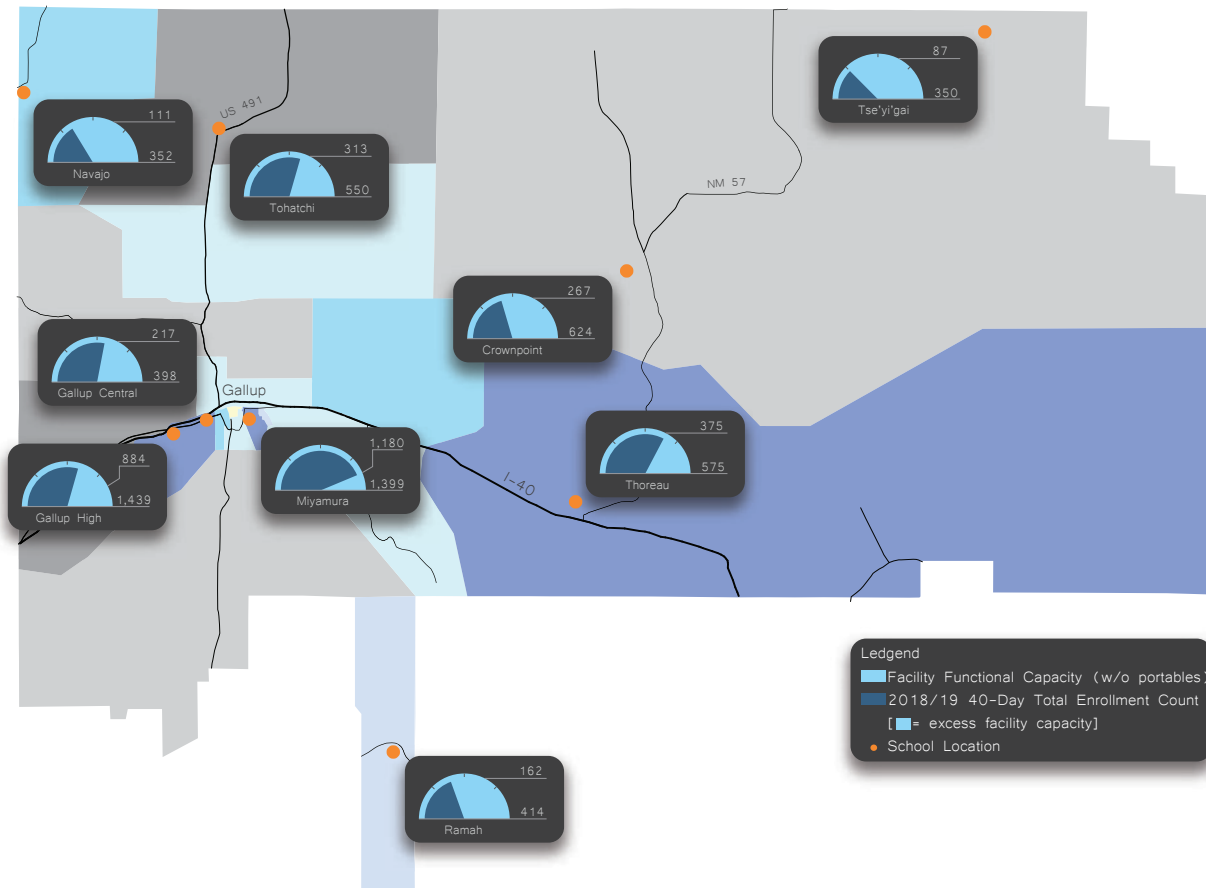 87
350
Tse'yi'gai
US 491
111
352
Navajo
313
550
Tohatchi
NM 57
267
624
Crownpoint
217
398
Gallup Central
Gallup
375
575
Thoreau
1,180
1,399
Miyamura
884
1,439
Gallup High
I-40
Ledgend
Facility Functional Capacity (w/o portables)
2018/19 40-Day Total Enrollment Count
[ = excess facility capacity]
School Location
162
414
Ramah